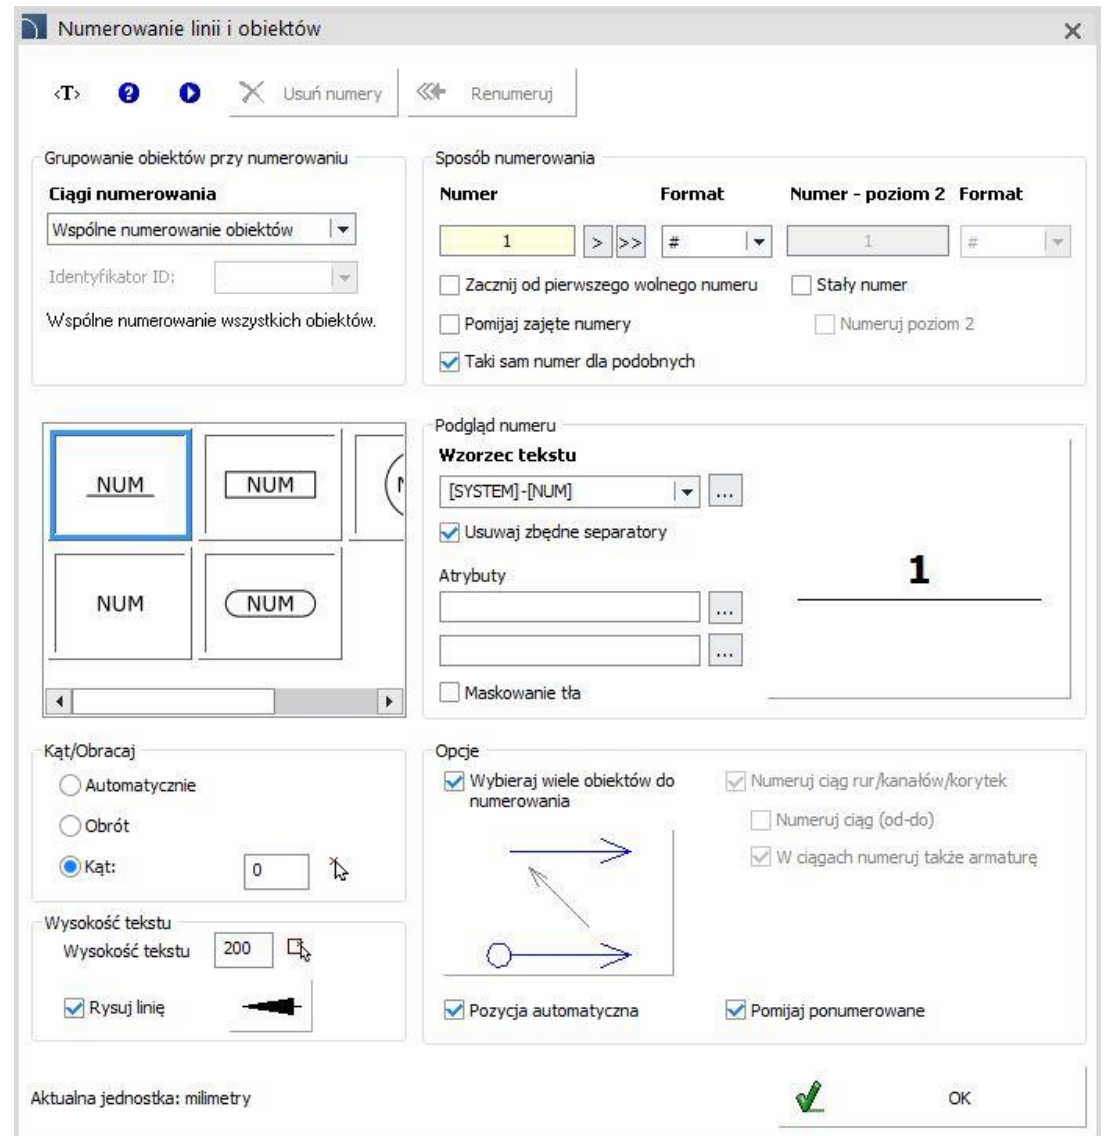 Numerowanie linii i obiektów
<T> Usuń numery Renumeruj
Grupowanie obiektów przy numerowaniu
Ciągi numerowania
Wspólne numerowanie obiektów
Identyfikator ID:
Wspólne numerowanie wszystkich obiektów.
Sposób numerowania
Numer Format Numer - poziom 2 Format
1 > >> # 1 #
Zacznij od pierwszego wolnego numeru Stały numer
Pomijaj zajęte numery Numeruj poziom 2
Taki sam numer dla podobnych
NUM NUM
NUM NUM
Podgląd numeru
Wzorzec tekstu
[SYSTEM]-[NUM] ...
Usuwaj zbędne separatory
Atrybuty
...
...
Maskowanie tła
1
Kąt/Obracaj
Automatycznie
Obrót
Kąt: 0
Wysokość tekstu
Wysokość tekstu 200
Rysuj linię
Opcje
Wybieraj wiele obiektów do
numerowania
Numeruj ciąg rur/kanałów/korytek
Numeruj ciąg (od-do)
W ciągach numeruj także armaturę
Pozycja automatyczna Pomijaj ponumerowane
Aktualna jednostka: milimetry
OK